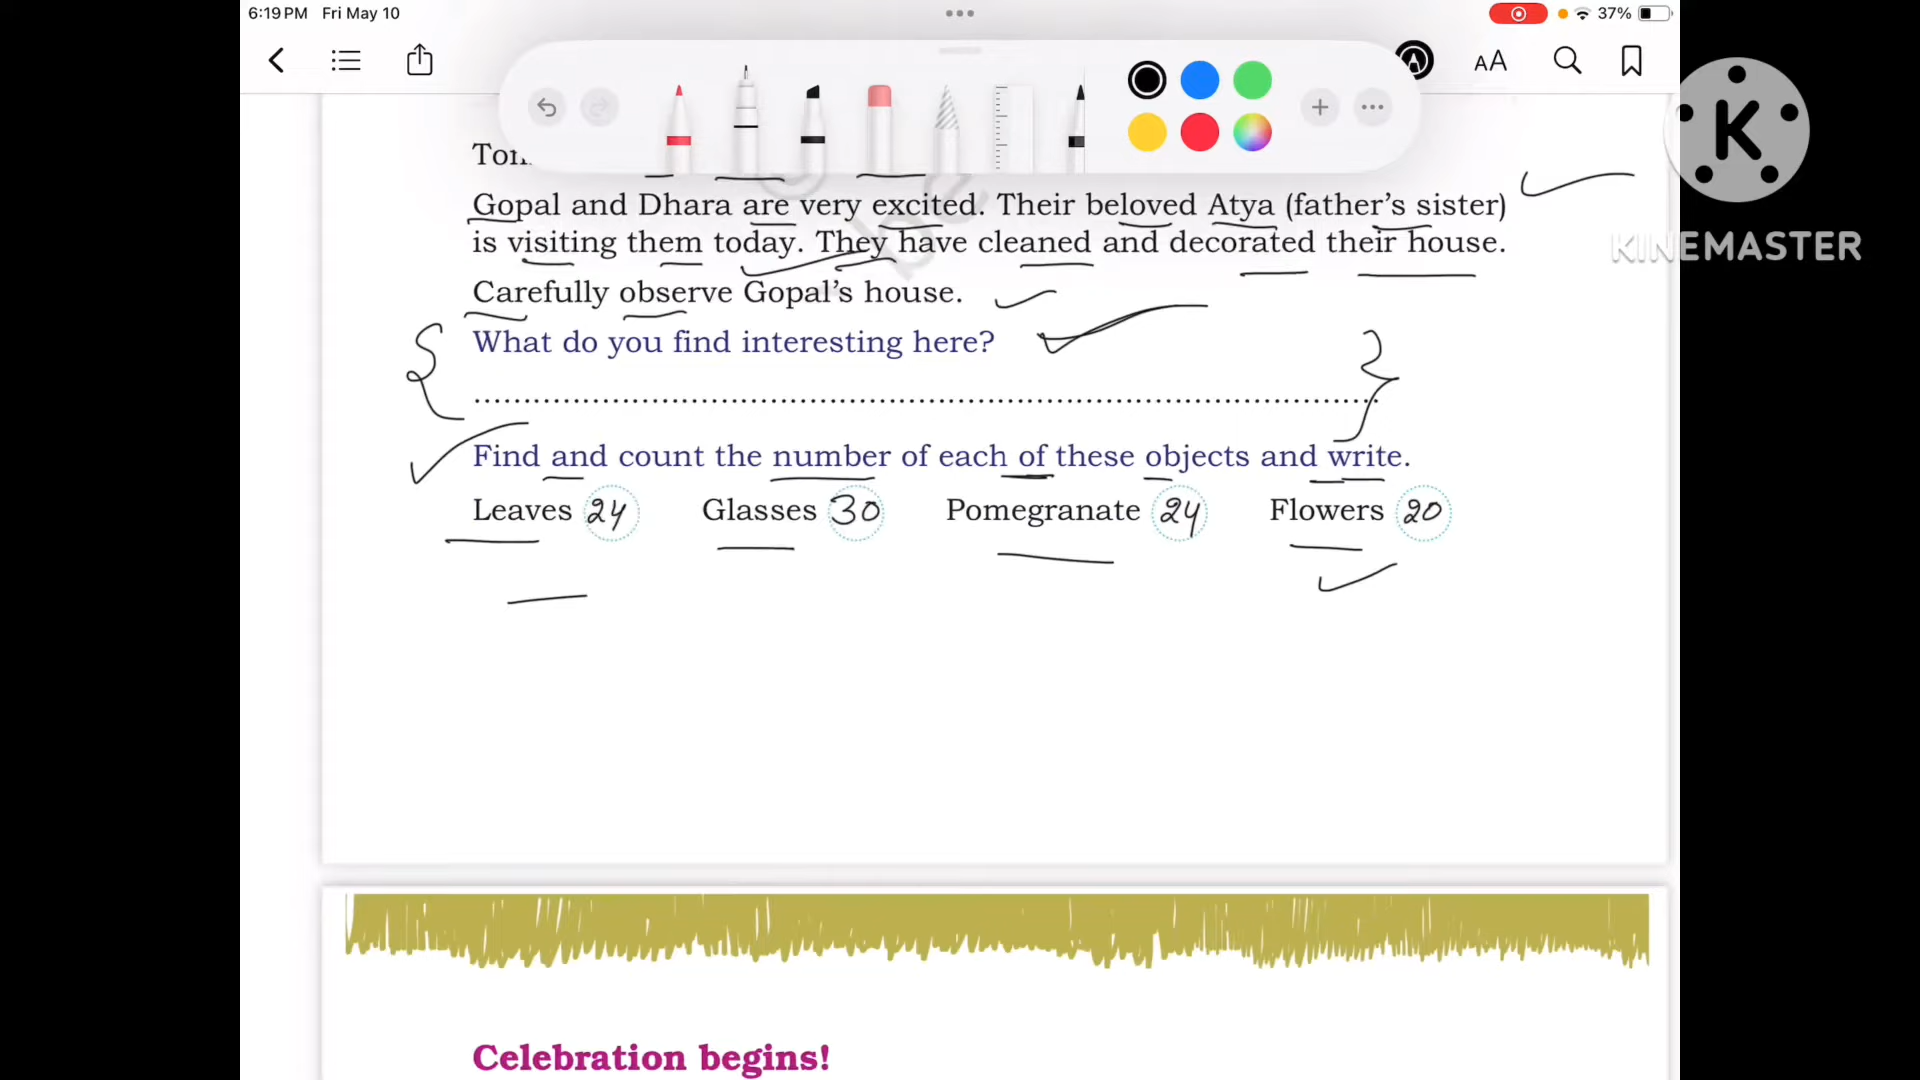 6:19 PM Fri May 10
37%
AA
K
KINEMASTER
Gopal and Dhara are very excited. Their beloved Atya (father's sister)
is visiting them today. They have cleaned and decorated their house.
Carefully observe Gopal's house.
What do you find interesting here?
Find and count the number of each of these objects and write.
Leaves 24 Glasses 30 Pomegranate 24 Flowers 20
Celebration begins!